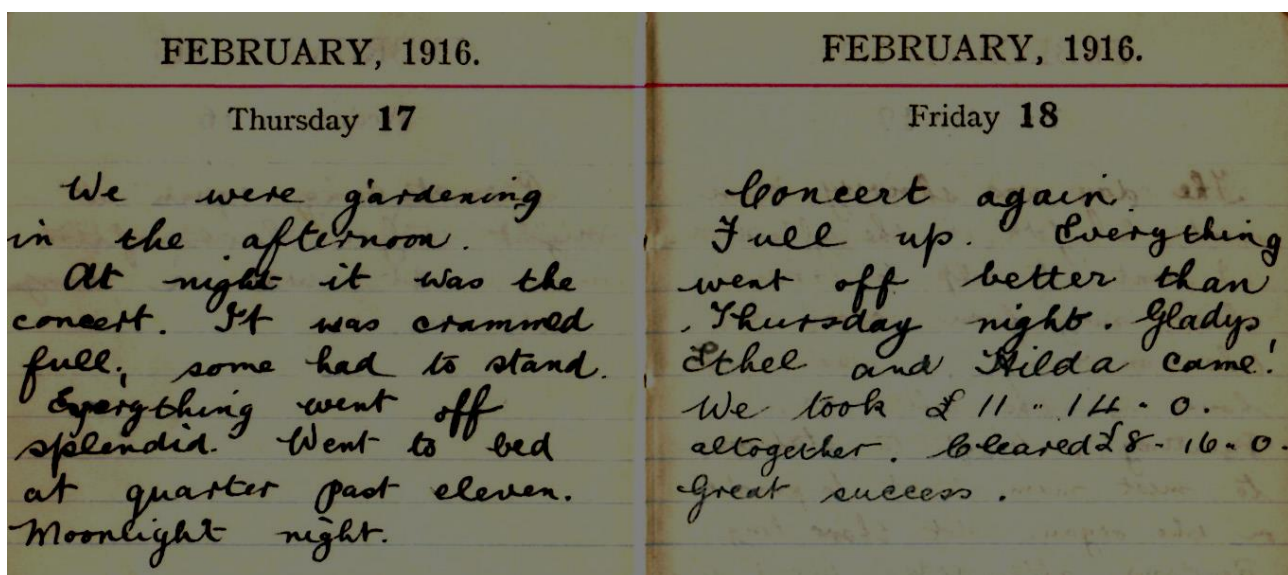 FEBRUARY, 1916.
Thursday 17
We were gardening
in the afternoon.
At night it was the
concert. It was crammed
full; some had to stand.
Everything went off
splendid. Went to bed
at quarter past eleven.
Moonlight night.
FEBRUARY, 1916.
Friday 18
Concert again.
Full up. Everything
went off better than
Thursday night. Gladys,
Ethel and Hilda came!
We took £11-14-0.
altogether. Cleared £8-16-0.
Great success.